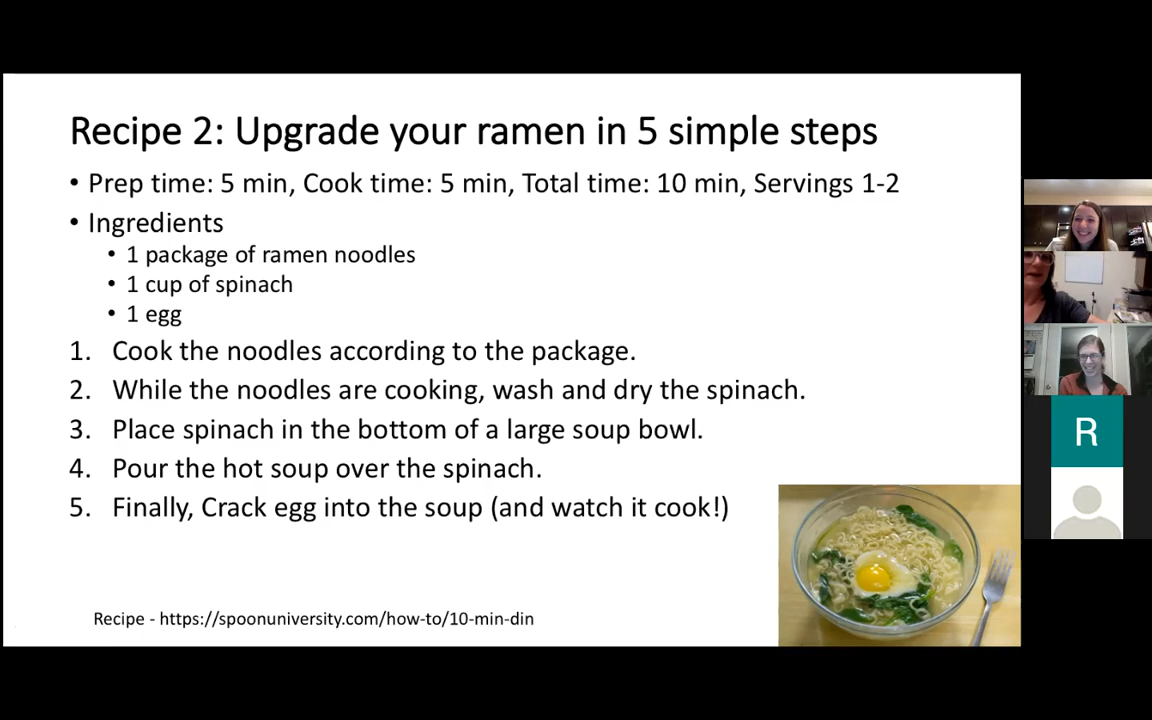 Recipe 2: Upgrade your ramen in 5 simple steps
• Prep time: 5 min, Cook time: 5 min, Total time: 10 min, Servings 1-2
• Ingredients
• 1 package of ramen noodles
• 1 cup of spinach
• 1 egg
1. Cook the noodles according to the package.
2. While the noodles are cooking, wash and dry the spinach.
3. Place spinach in the bottom of a large soup bowl.
4. Pour the hot soup over the spinach.
5. Finally, Crack egg into the soup (and watch it cook!)
Recipe - https://spoonuniversity.com/how-to/10-min-din
R